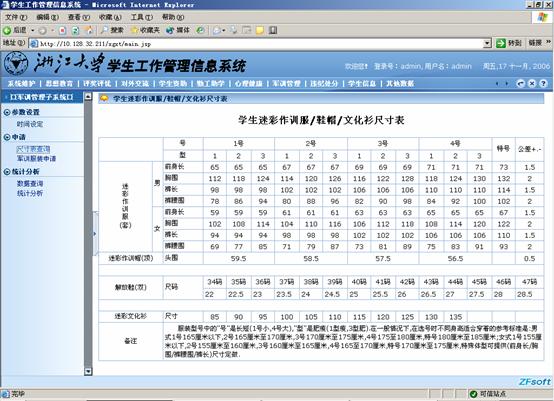 学生工作管理信息系统 - Microsoft Internet Explorer
文件(F) 编辑(E) 查看(V) 收藏(A) 工具(T) 帮助(H)
后退 搜索 收藏夹 媒体
地址(D) http://10.128.32.211/xgxt/main.jsp 转到 链接 »
浙江大学 学生工作管理信息系统 欢迎您! 登录号: admin, 用户名: admin 周五,17 十一月, 2006
系统维护 | 思想教育 | 评奖评优 | 对外交流 | 学生资助 | 勤工助学 | 心理健康 | 军训管理 | 违纪处分 | 学生信息 | 其他数据
军训管理子系统
学生迷彩作训服/鞋帽/文化衫尺寸表
参数设置
时间设定
申请
尺寸表查询
军训服装申请
统计分析
数据查询
统计分析
学生迷彩作训服/鞋帽/文化衫尺寸表
号 1号 2号 3号 4号 特号 公差+.-
型 1 2 3 1 2 3 1 2 3 1 2 3
迷彩作训服(套)
男
前身长 65 65 65 67 67 67 69 69 69 71 71 71 73 1.5
胸围 112 118 124 114 120 126 116 122 128 118 124 130 132 2
裤长 98 98 98 102 102 102 106 106 106 110 110 110 114 1.5
裤腰围 78 86 94 80 88 96 82 90 98 84 92 100 102 2
女
前身长 59 59 59 61 61 61 63 63 63 65 65 65 67 1.5
胸围 102 108 114 104 110 116 106 112 118 108 114 120 122 2
裤长 94 94 94 98 98 98 102 102 102 106 106 106 110 1.5
裤腰围 69 77 85 71 79 87 73 81 89 75 83 91 93 2
迷彩作训帽(顶) 头围 59.5 58.5 57.5 56.5 0.5
解放鞋(双) 尺码 34码 35码 36码 37码 38码 39码 40码 41码 42码 43码 44码 45码 46码 47码
22 22.5 23 23.5 24 24.5 25 25.5 26 26.5 27 27.5 28 28.5
迷彩文化衫 尺寸 85 90 95 100 105 110 115 120 125 130 135
备注
服装型号中的"号"是长短(1号小,4号大),"型"是肥瘦(1型瘦,3型肥).在一般情况下,在选号时不同身高适合穿着的参考标准是:男
式1号165厘米以下,2号165厘米至170厘米,3号170厘米至175厘米,4号175至180厘米,特号180厘米至185厘米;女式1号155厘
米以下,2号155厘米至160厘米,3号160厘米至165厘米,4号165至170厘米,特号170厘米至175厘米,特殊体型可提供(前身长/胸
围/裤腰围/裤长)尺寸定做.
ZFsoft
完毕 可信站点